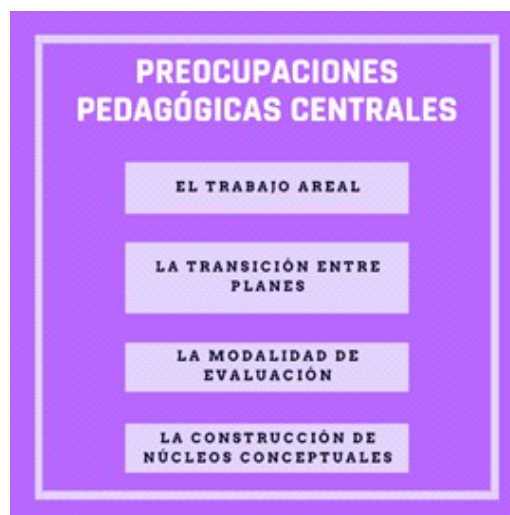 PREOCUPACIONES
PEDAGÓGICAS CENTRALES
EL TRABAJO AREAL
LA TRANSICIÓN ENTRE
PLANES
LA MODALIDAD DE
EVALUACIÓN
LA CONSTRUCCIÓN DE
NÚCLEOS CONCEPTUALES